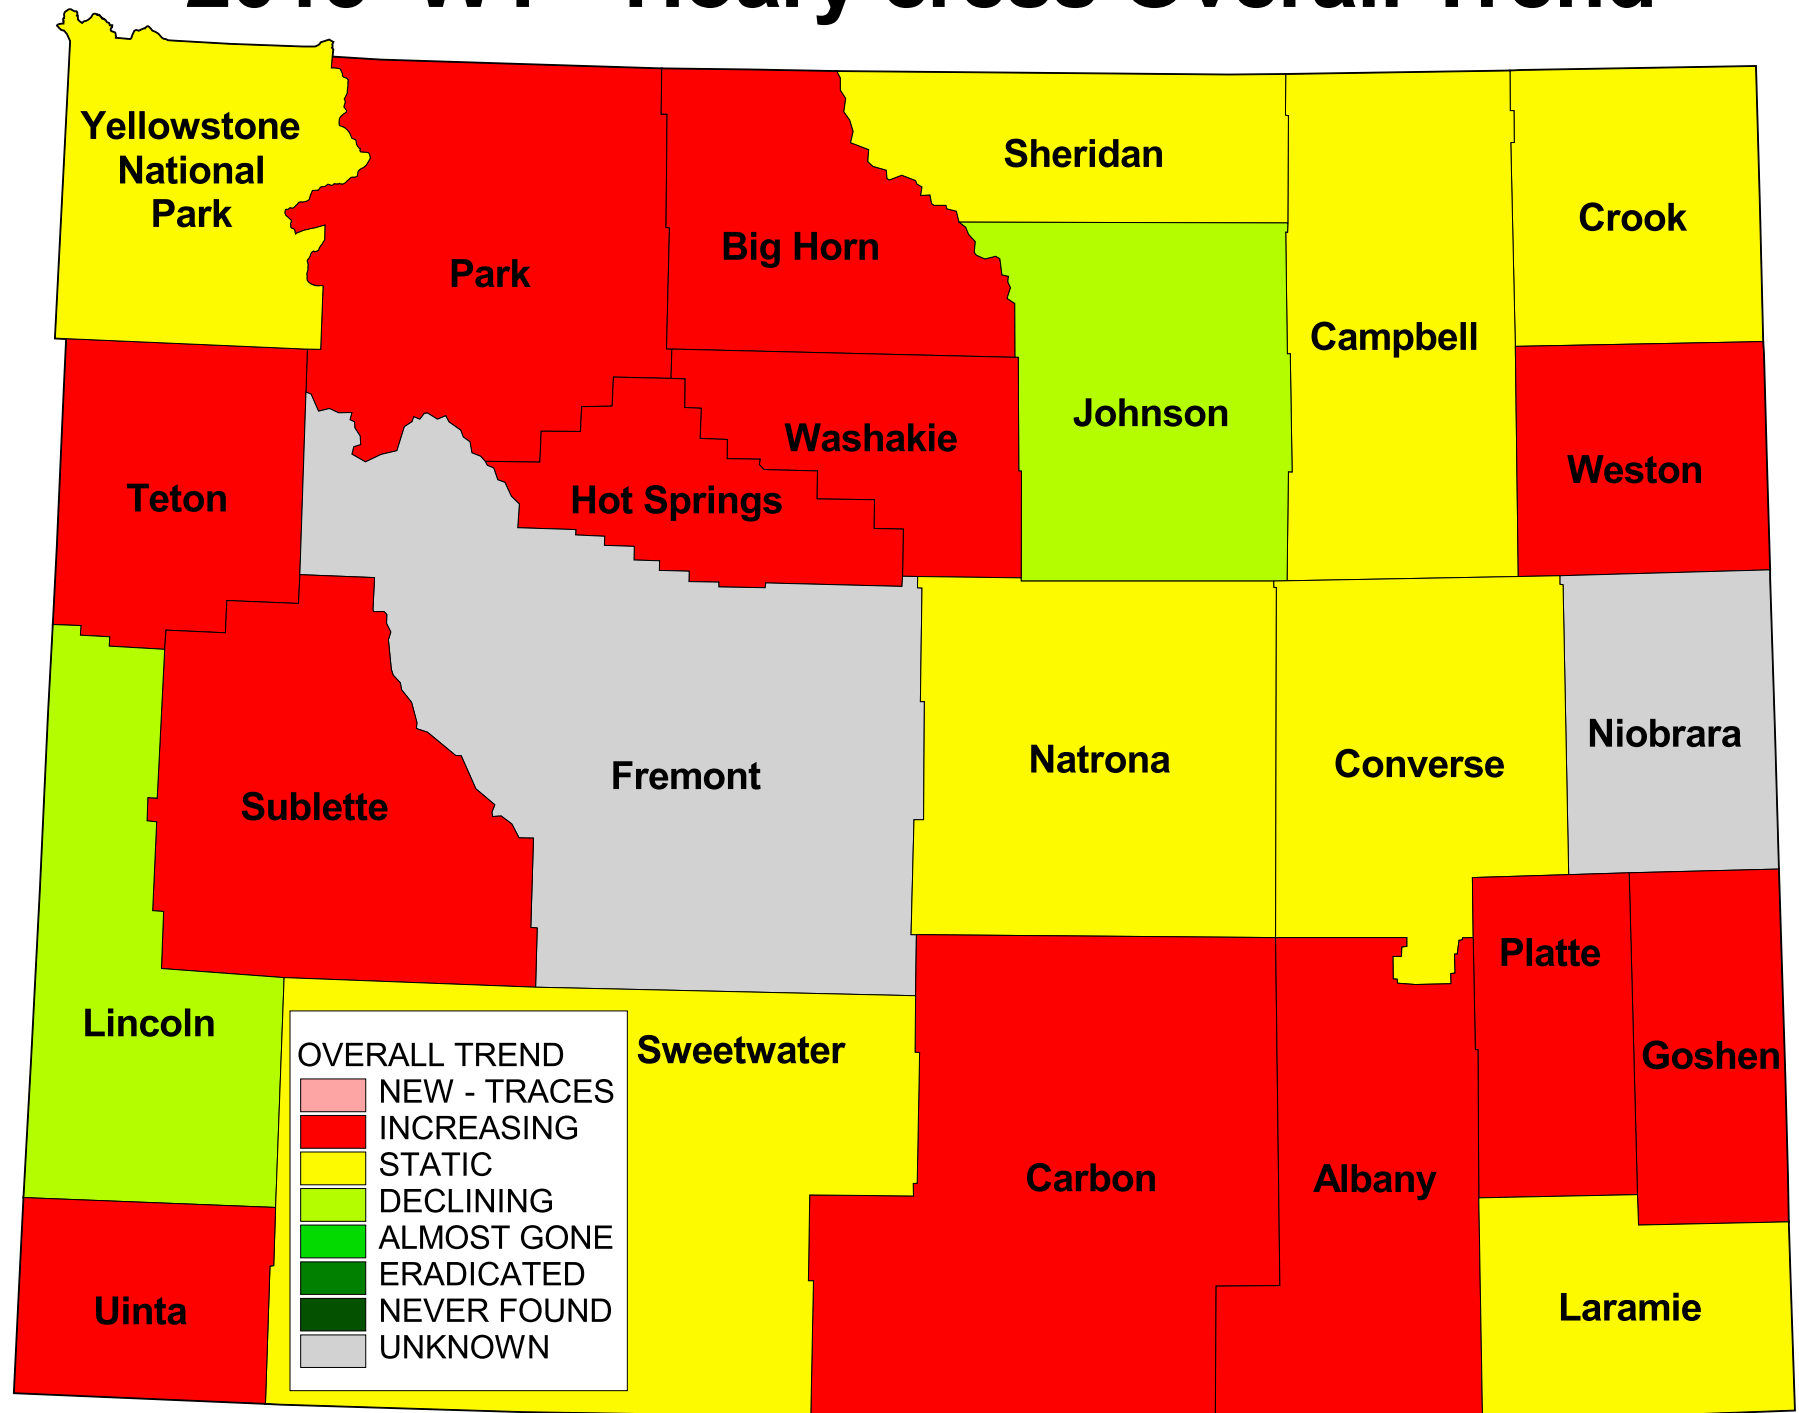 Overall Trend
Yellowstone
National
Park
Sheridan
Crook
Big Horn
Park
Campbell
Johnson
Washakie
Weston
Teton
Hot Springs
Niobrara
Natrona
Converse
Fremont
Sublette
Platte
Lincoln
Sweetwater
Goshen
OVERALL TREND
NEW - TRACES
INCREASING
STATIC
DECLINING
ALMOST GONE
ERADICATED
NEVER FOUND
UNKNOWN
Carbon
Albany
Uinta
Laramie